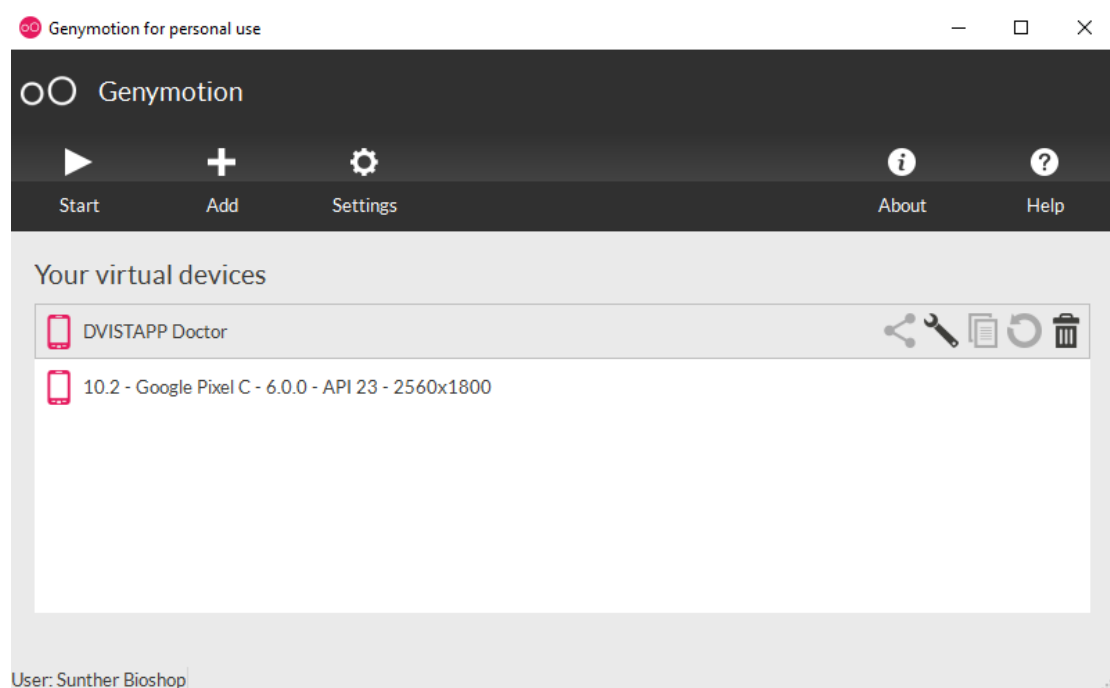 Genymotion for personal use
Genymotion
Start Add Settings About Help
Your virtual devices
DVISTAPP Doctor
10.2 - Google Pixel C - 6.0.0 - API 23 - 2560x1800
User: Sunther Bioshop